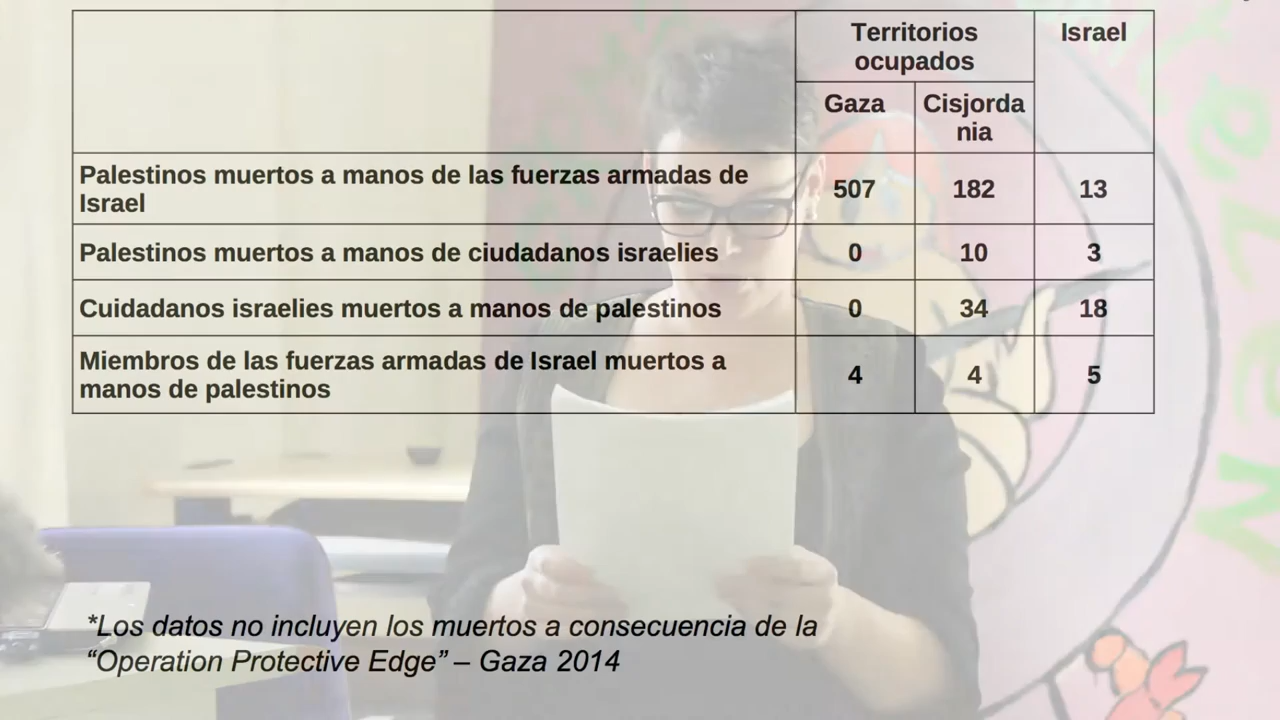 Territorios
ocupados
Israel
Gaza
Cisjorda
nia
Palestinos muertos a manos de las fuerzas armadas de
Israel
507
182
13
Palestinos muertos a manos de ciudadanos israelies
0
10
3
Cuidadanos israelies muertos a manos de palestinos
0
34
18
Miembros de las fuerzas armadas de Israel muertos a
manos de palestinos
4
4
5
*Los datos no incluyen los muertos a consecuencia de la
“Operation Protective Edge” – Gaza 2014